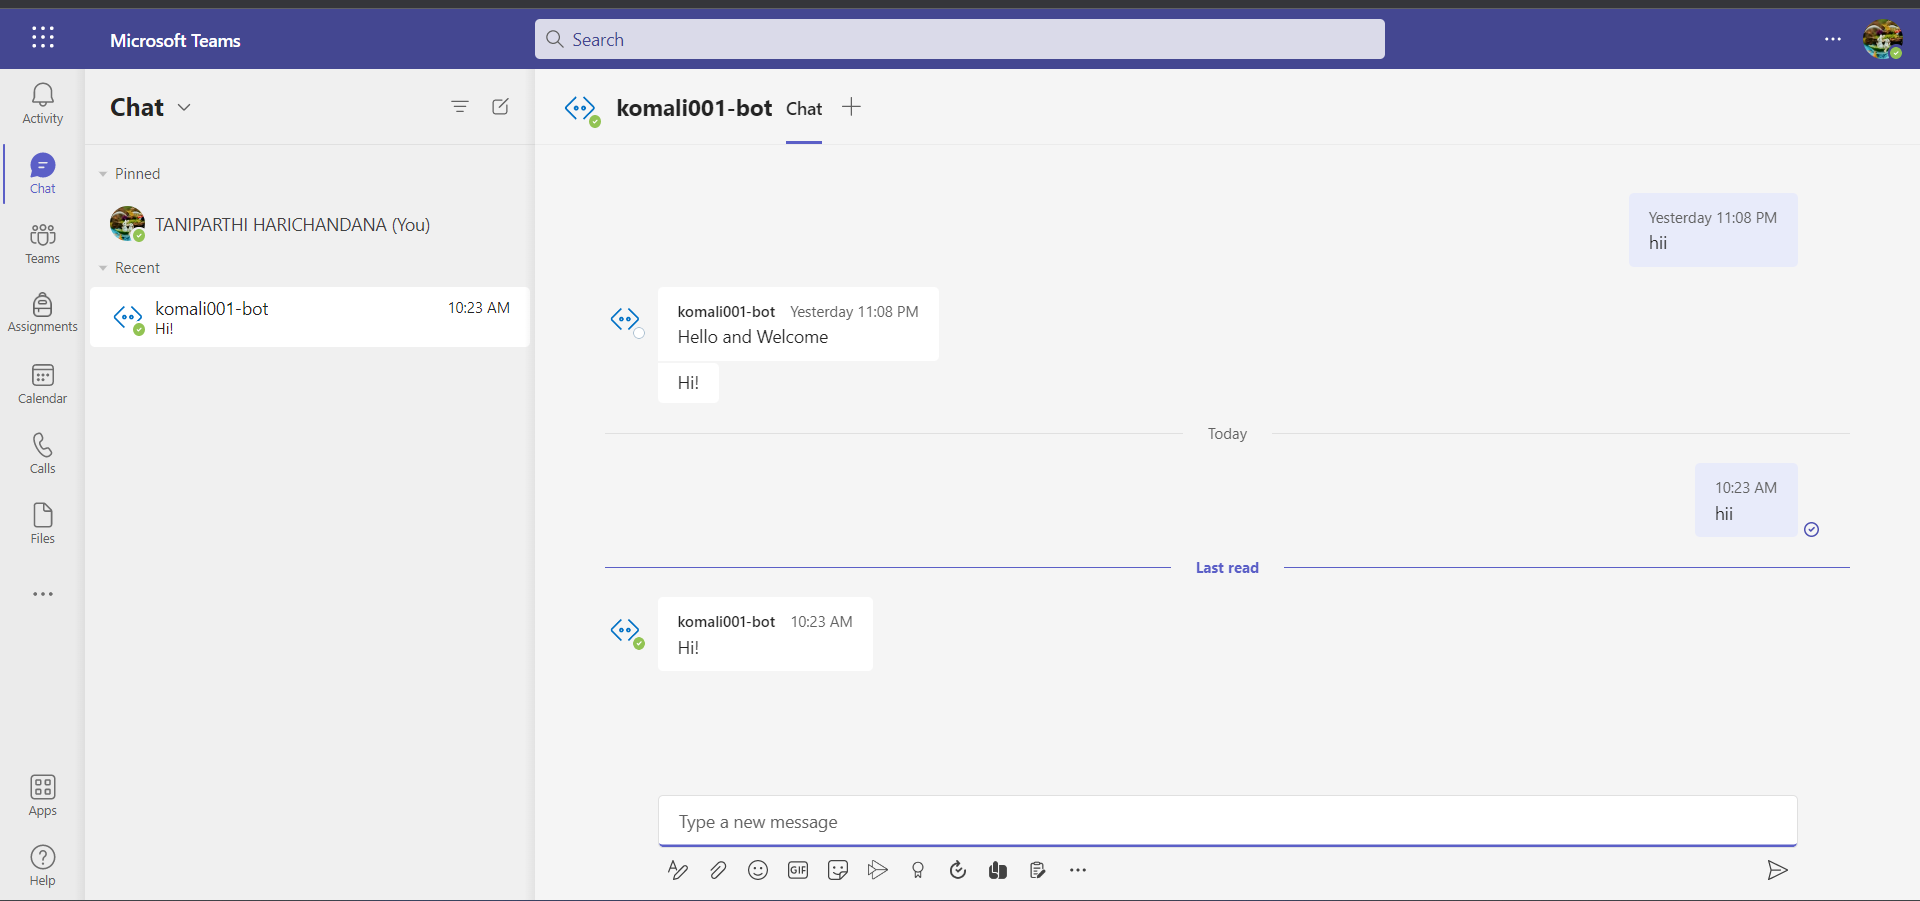 Microsoft Teams
Search
Activity
Chat
Teams
Assignments
Calendar
Calls
Files
Apps
Help
Chat
Pinned
TANIPARTHI HARICHANDANA (You)
Recent
komali001-bot 10:23 AM
Hi!
komali001-bot Chat
Yesterday 11:08 PM
hii
komali001-bot Yesterday 11:08 PM
Hello and Welcome
Hi!
Today
10:23 AM
hii
Last read
komali001-bot 10:23 AM
Hi!
Type a new message
GIF